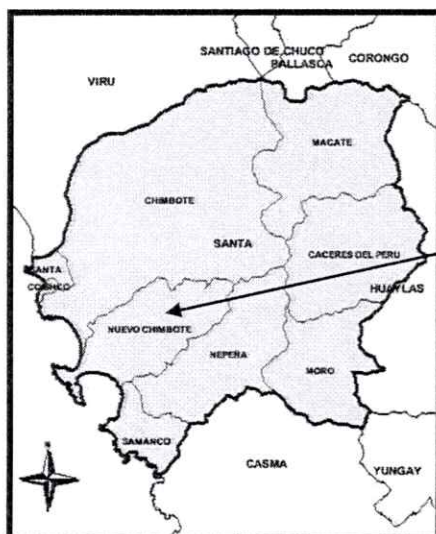 SANTIAGO DE CHUCO
PALLASCA
CORONGO
VIRU
MACATE
CHIMBOTE
SANTA
CACERES DEL PERU
SANTA
COISHCO
HUAYLAS
NUEVO CHIMBOTE
NEPEÑA
MORO
SAMANCO
CASMA
YUNGAY